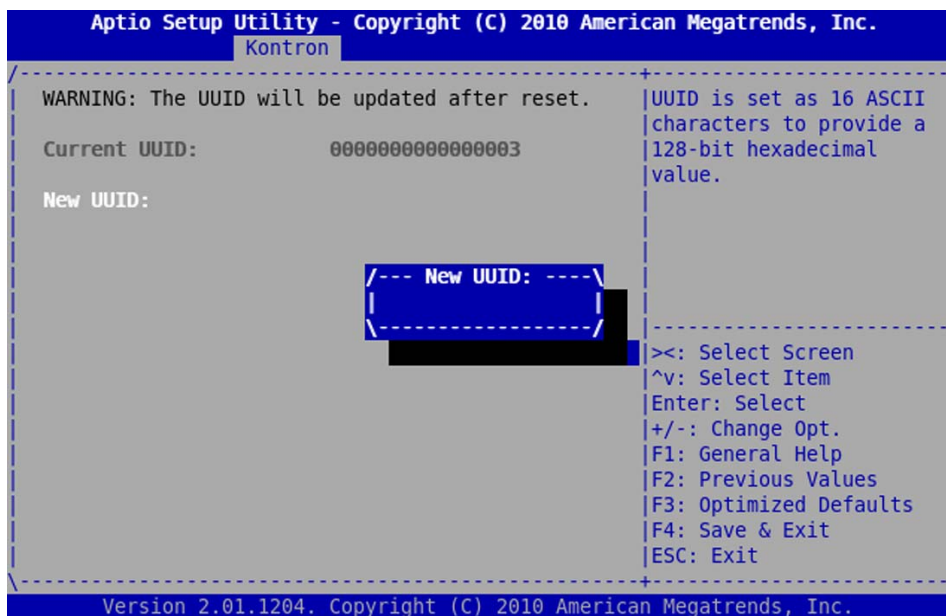 Aptio Setup Utility - Copyright (C) 2010 American Megatrends, Inc.
Kontron
WARNING: The UUID will be updated after reset.
Current UUID: 0000000000000003
New UUID:
/--- New UUID: ----\
UUID is set as 16 ASCII
characters to provide a
128-bit hexadecimal
value.
><: Select Screen
^v: Select Item
Enter: Select
+/-: Change Opt.
F1: General Help
F2: Previous Values
F3: Optimized Defaults
F4: Save & Exit
ESC: Exit
Version 2.01.1204. Copyright (C) 2010 American Megatrends, Inc.